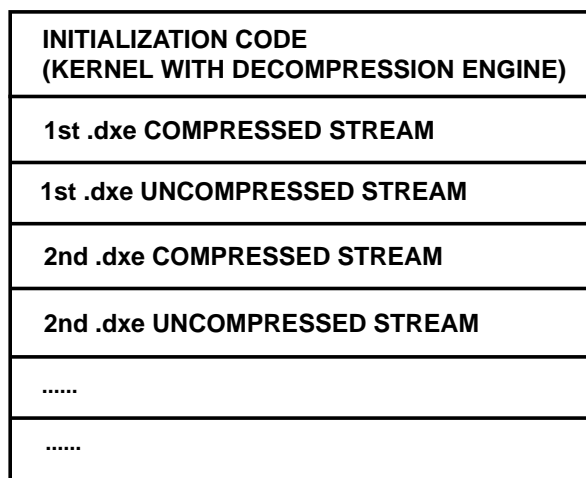 INITIALIZATION CODE
(KERNEL WITH DECOMPRESSION ENGINE)
1st .dxe COMPRESSED STREAM
1st .dxe UNCOMPRESSED STREAM
2nd .dxe COMPRESSED STREAM
2nd .dxe UNCOMPRESSED STREAM
......
......